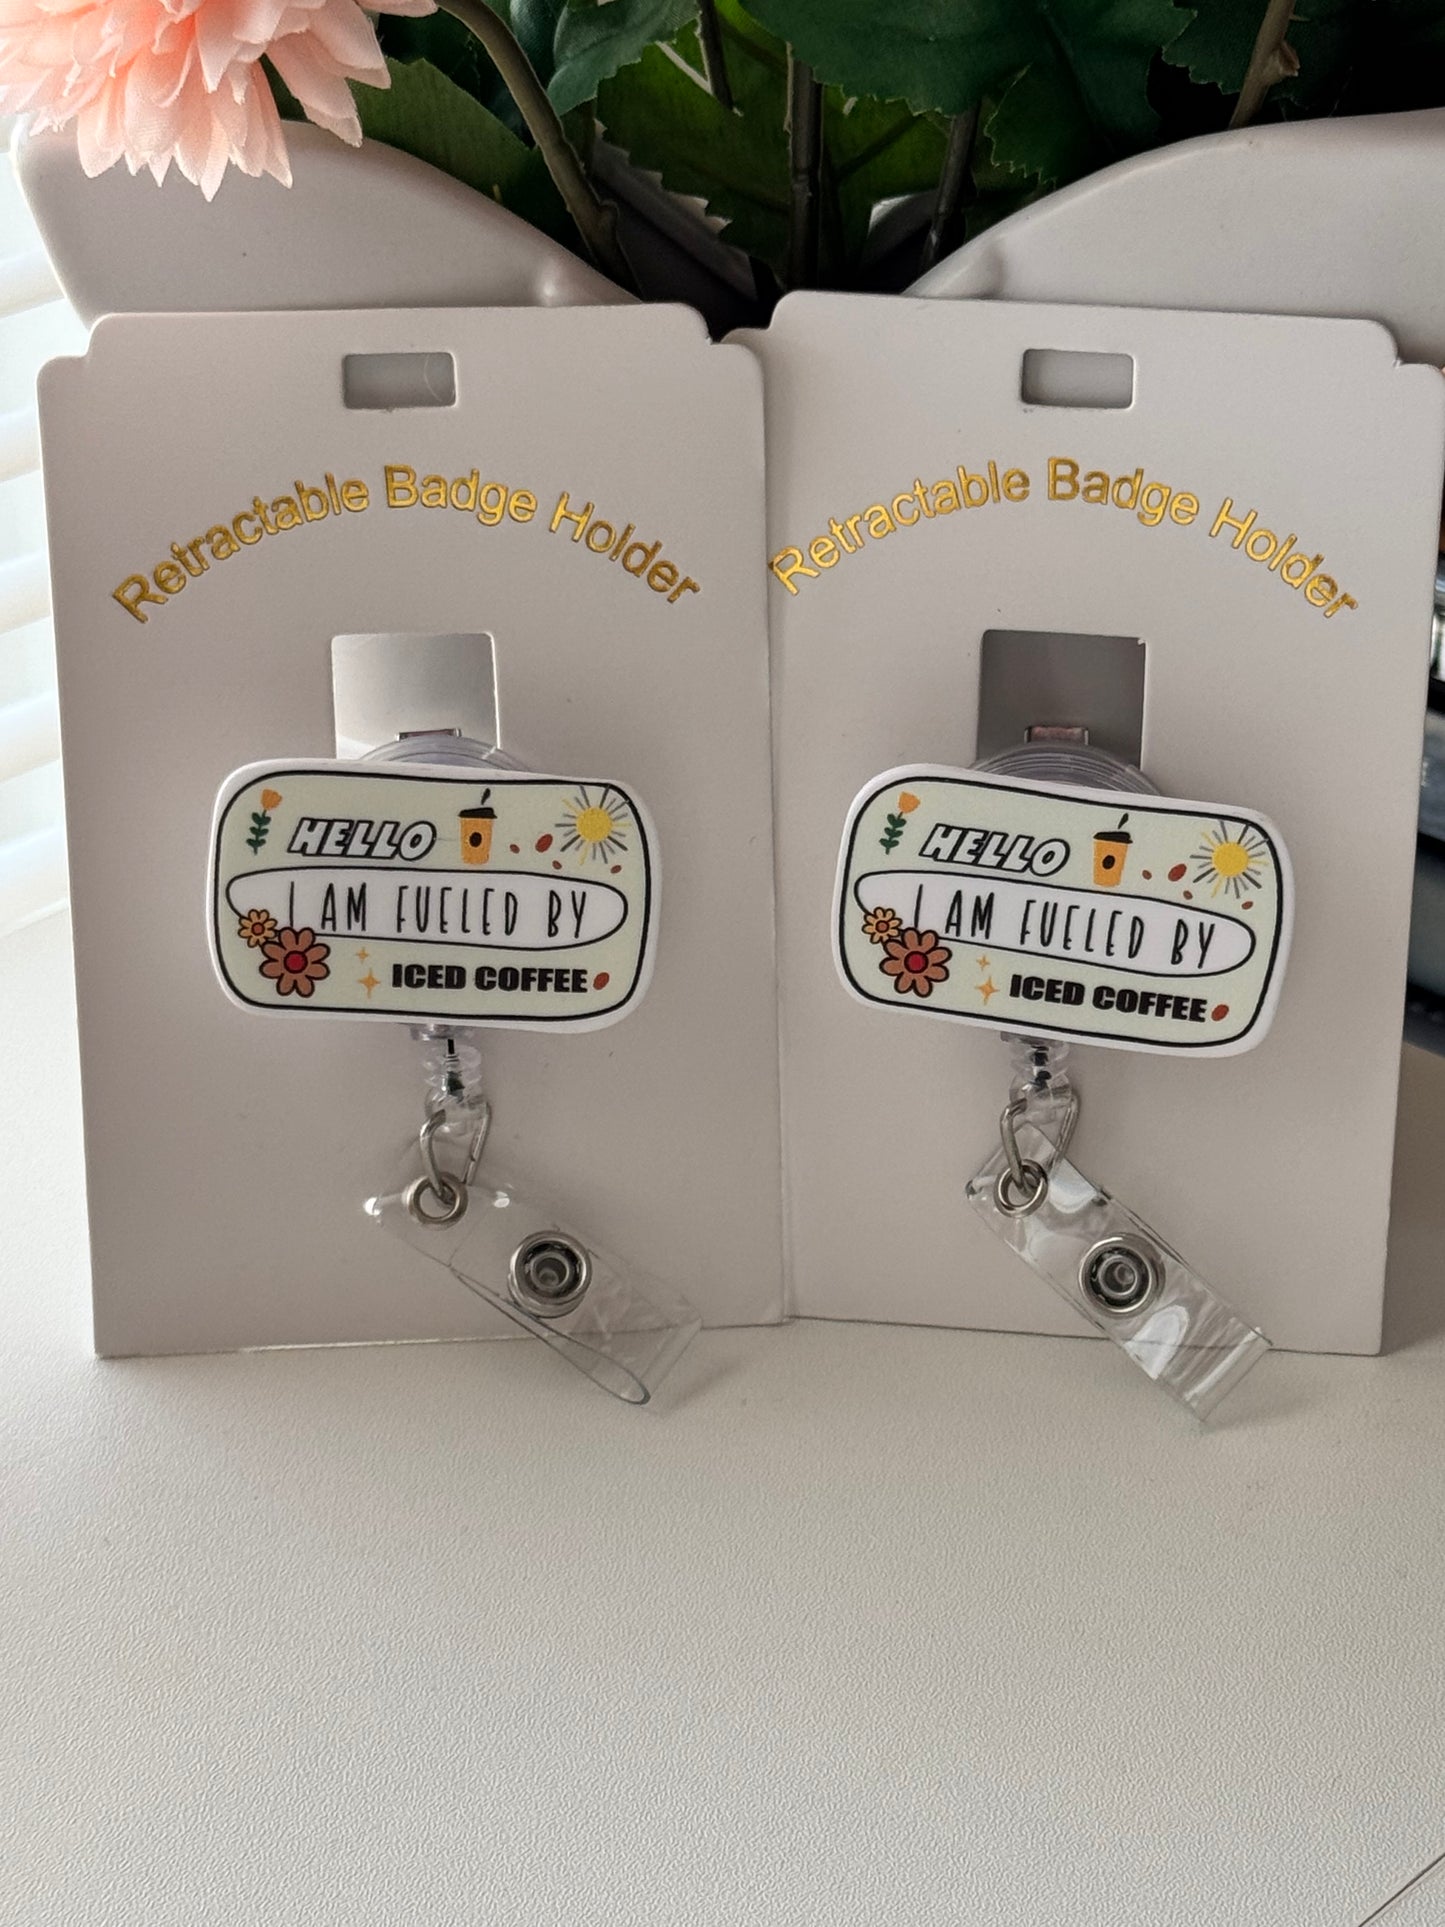 Retractable Badge Holder
HELLO
I AM FUELED BY
ICED COFFEE
Retractable Badge Holder
HELLO
I AM FUELED BY
ICED COFFEE